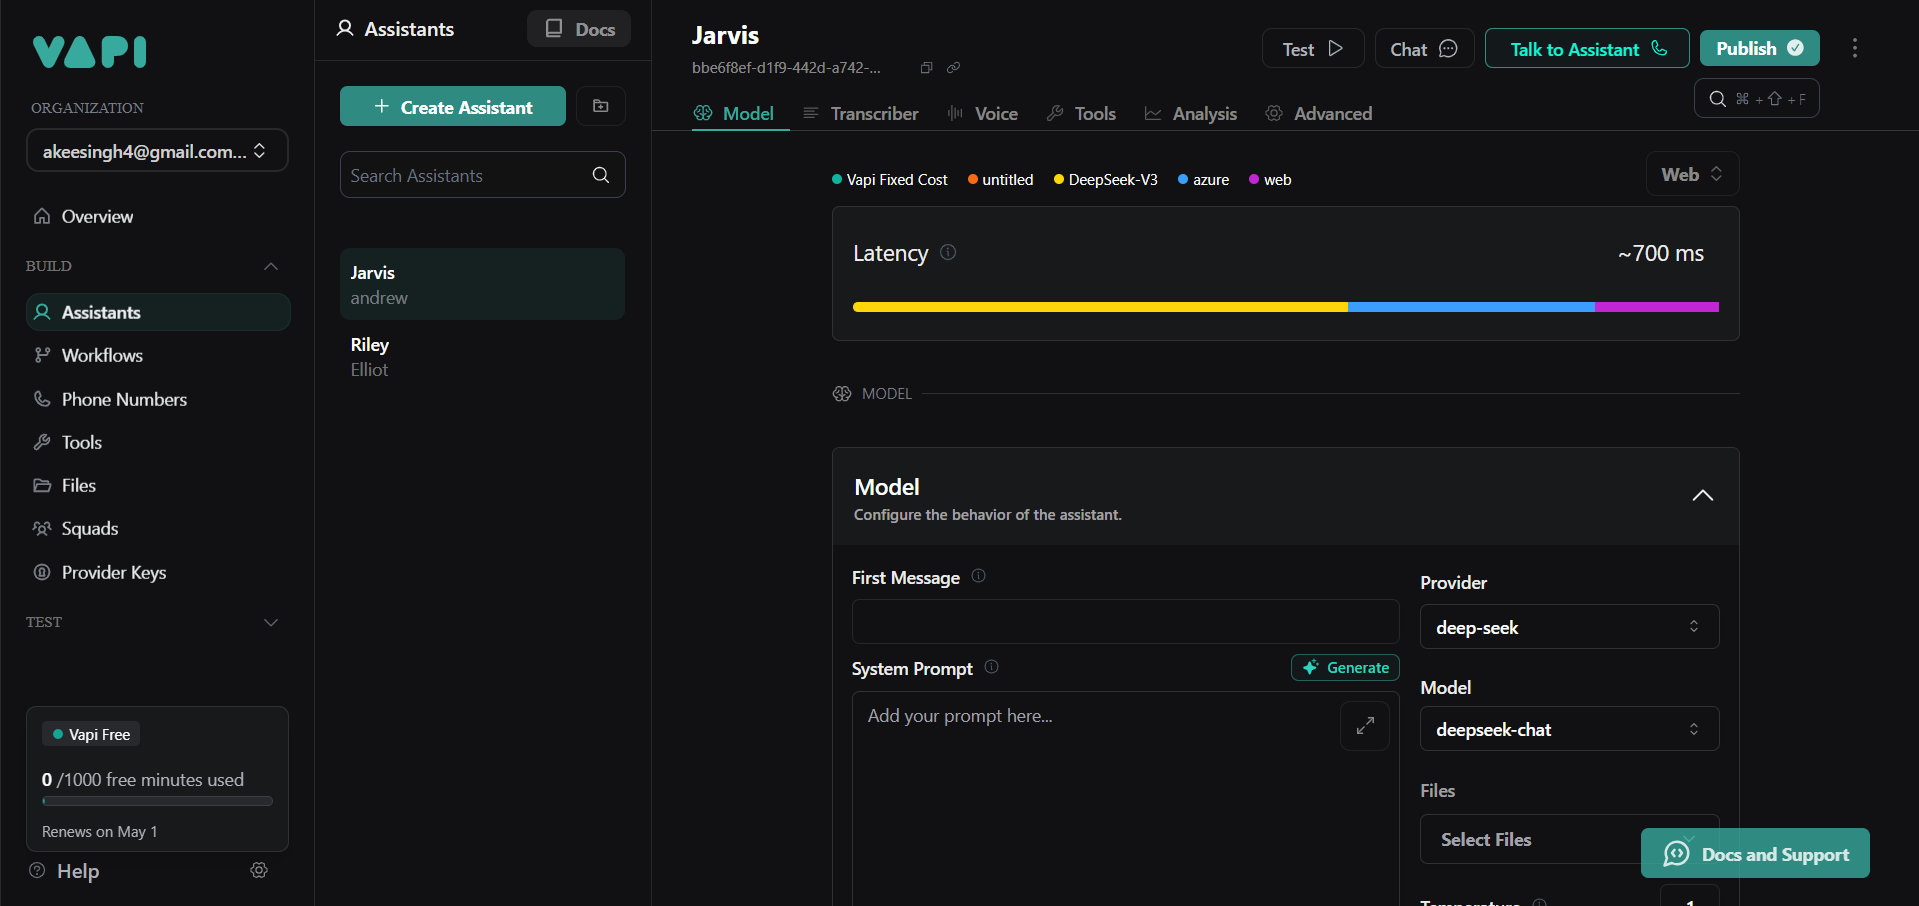 VAPI
ORGANIZATION
akeesingh4@gmail.com...
Overview
BUILD
Assistants
Workflows
Phone Numbers
Tools
Files
Squads
Provider Keys
TEST
Vapi Free
0 /1000 free minutes used
Renews on May 1
Help
Assistants
Docs
+ Create Assistant
Search Assistants
Jarvis
andrew
Riley
Elliot
Jarvis
bbe6f8ef-d1f9-442d-a742-...
Test
Chat
Talk to Assistant
Publish
⌘ + ⇧ + F
Model
Transcriber
Voice
Tools
Analysis
Advanced
Vapi Fixed Cost
untitled
DeepSeek-V3
azure
web
Web
Latency
~700 ms
MODEL
Model
Configure the behavior of the assistant.
First Message
System Prompt
Generate
Add your prompt here...
Provider
deep-seek
Model
deepseek-chat
Files
Select Files
Docs and Support
Temperature
1